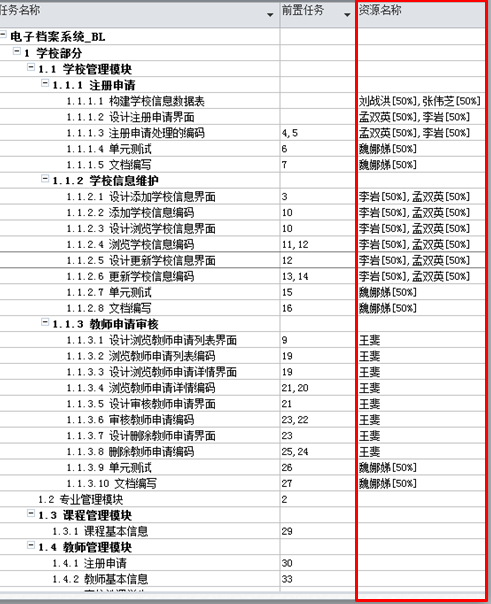 任务名称 前置任务 资源名称
电子档案系统_BL
1 学校部分
1.1 学校管理模块
1.1.1 注册申请
1.1.1.1 构建学校信息数据表 刘战洪[50%],张伟芝[50%]
1.1.1.2 设计注册申请界面 孟双英[50%],李岩[50%]
1.1.1.3 注册申请处理的编码 4,5 孟双英[50%],李岩[50%]
1.1.1.4 单元测试 6 魏娜娣[50%]
1.1.1.5 文档编写 7 魏娜娣[50%]
1.1.2 学校信息维护
1.1.2.1 设计添加学校信息界面 3 李岩[50%],孟双英[50%]
1.1.2.2 添加学校信息编码 10 李岩[50%],孟双英[50%]
1.1.2.3 设计浏览学校信息界面 10 李岩[50%],孟双英[50%]
1.1.2.4 浏览学校信息编码 11,12 李岩[50%],孟双英[50%]
1.1.2.5 设计更新学校信息界面 12 李岩[50%],孟双英[50%]
1.1.2.6 更新学校信息编码 13,14 李岩[50%],孟双英[50%]
1.1.2.7 单元测试 15 魏娜娣[50%]
1.1.2.8 文档编写 16 魏娜娣[50%]
1.1.3 教师申请审核
1.1.3.1 设计浏览教师申请列表界面 9 王斐
1.1.3.2 浏览教师申请列表编码 19 王斐
1.1.3.3 设计浏览教师申请详情界面 19 王斐
1.1.3.4 浏览教师申请详情编码 21,20 王斐
1.1.3.5 设计审核教师申请界面 21 王斐
1.1.3.6 审核教师申请编码 23,22 王斐
1.1.3.7 设计删除教师申请界面 23 王斐
1.1.3.8 删除教师申请编码 25,24 王斐
1.1.3.9 单元测试 26 魏娜娣[50%]
1.1.3.10 文档编写 27 魏娜娣[50%]
1.2 专业管理模块 2
1.3 课程管理模块
1.3.1 课程基本信息 29
1.4 教师管理模块
1.4.1 注册申请 30
1.4.2 教师基本信息 33